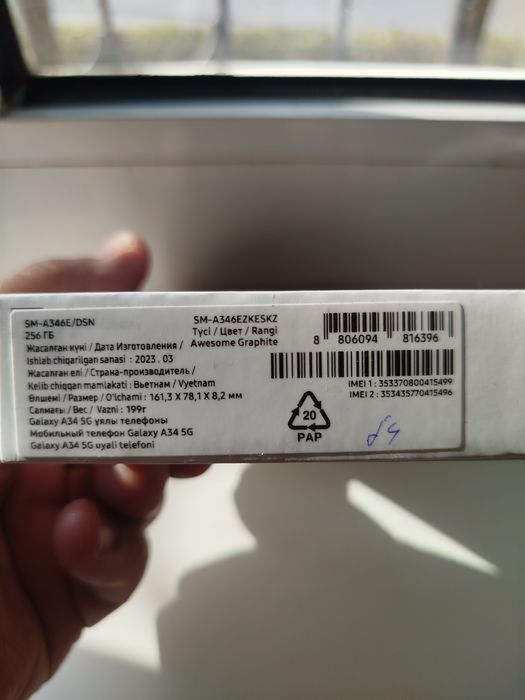 SM-A346E/DSN
256 ГБ
Жасалған күні / Дата Изготовления /
Ishlab chiqarilgan sanasi : 2023 . 03
Жасалған елі / Страна-производитель /
Kelib chiqqan mamlakati: Вьетнам / Vyetnam
Өлшемі / Размер / O'lchami : 161,3 X 78,1 X 8,2 мм
Салмағы / Вес / Vazni : 199г
Galaxy A34 5G ұялы телефоны
Мобильный телефон Galaxy A34 5G
Galaxy A34 5G uyali telefoni
SM-A346EZKESKZ
Түсі / Цвет / Rangi
Awesome Graphite
8 806094 816396
IMEI 1 : 353370800415499
IMEI 2 : 353435770415496
20
PAP